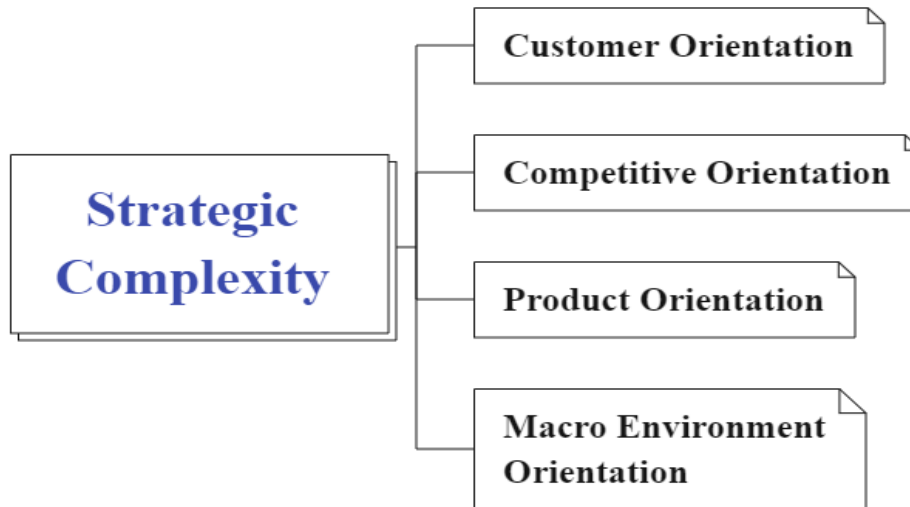 Strategic
Complexity
Customer Orientation
Competitive Orientation
Product Orientation
Macro Environment
Orientation